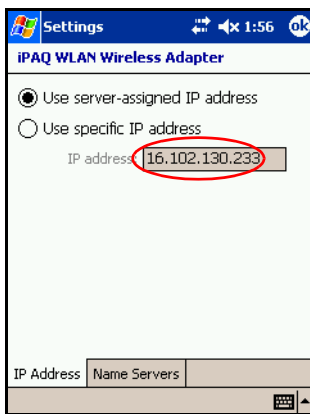 Settings 1:56 ok
iPAQ WLAN Wireless Adapter
Use server-assigned IP address
Use specific IP address
IP address: 16.102.130.233
IP Address Name Servers